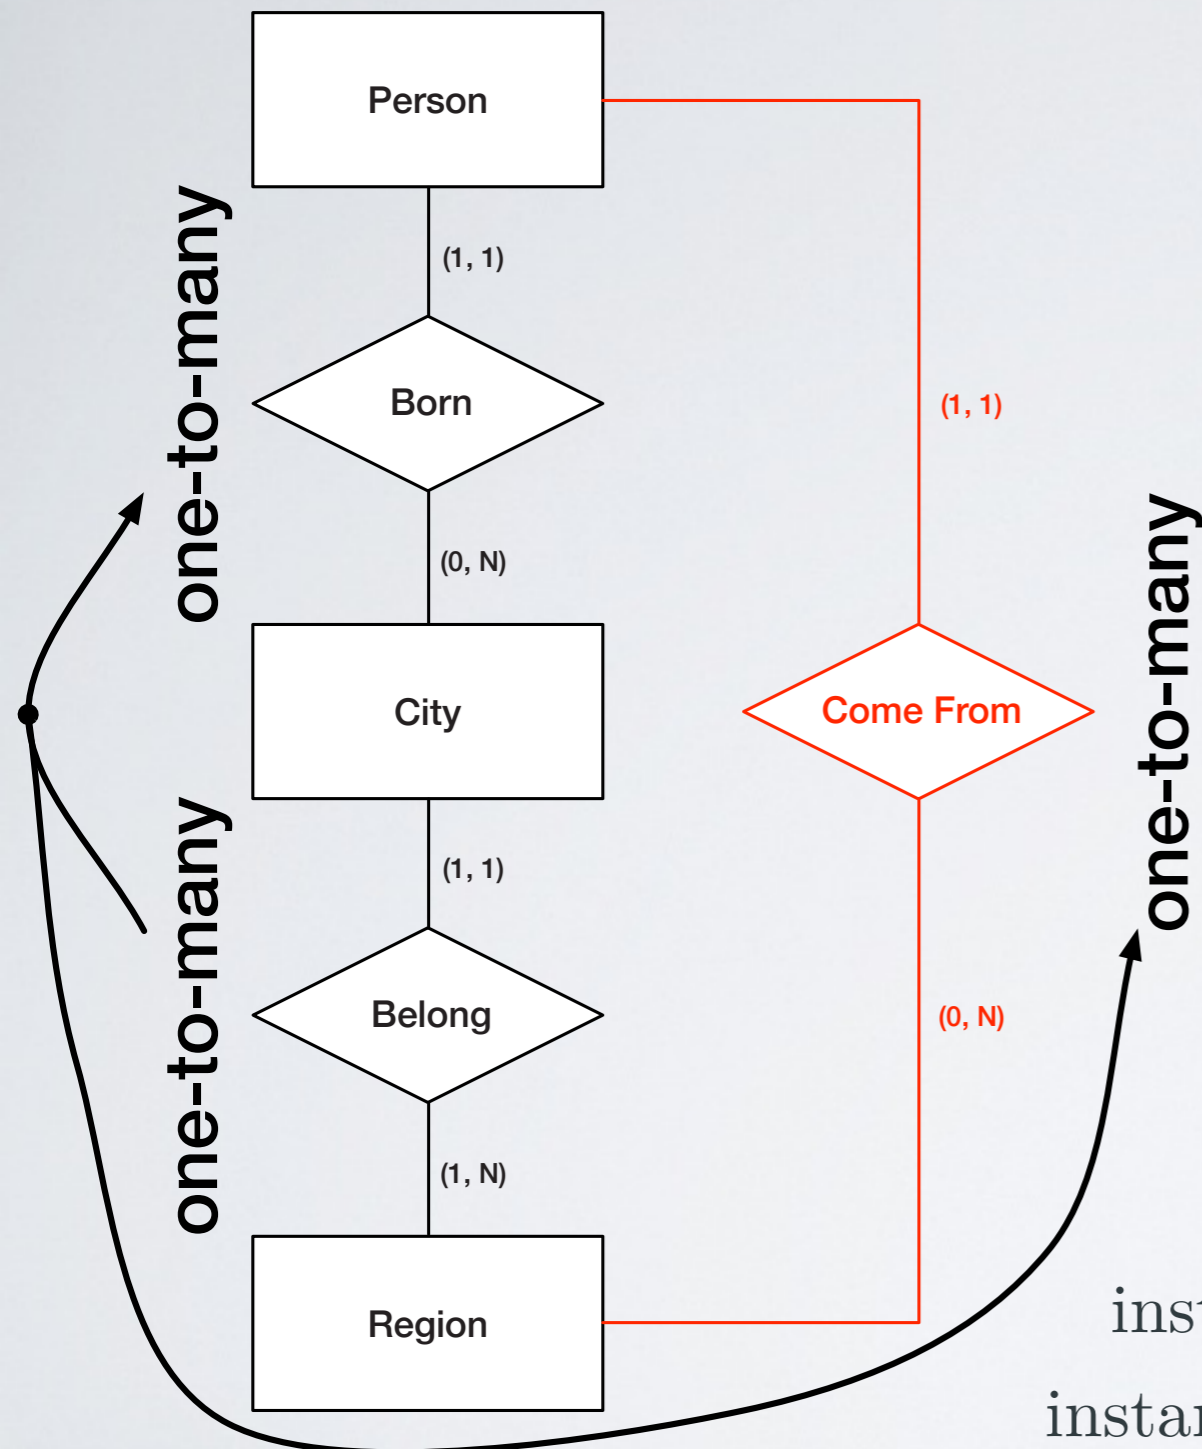 Person
(1, 1)
one-to-many
Born
(1, 1)
(0, N)
one-to-many
City
Come From
(1, 1)
one-to-many
Belong
(0, N)
(1, N)
Region